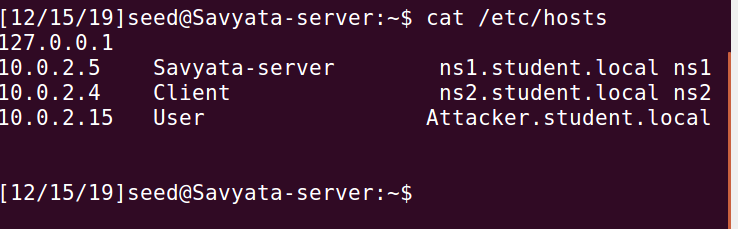 [12/15/19]seed@Savyata-server:~$ cat /etc/hosts
127.0.0.1
10.0.2.5 Savyata-server ns1.student.local ns1
10.0.2.4 Client ns2.student.local ns2
10.0.2.15 User Attacker.student.local
[12/15/19]seed@Savyata-server:~$